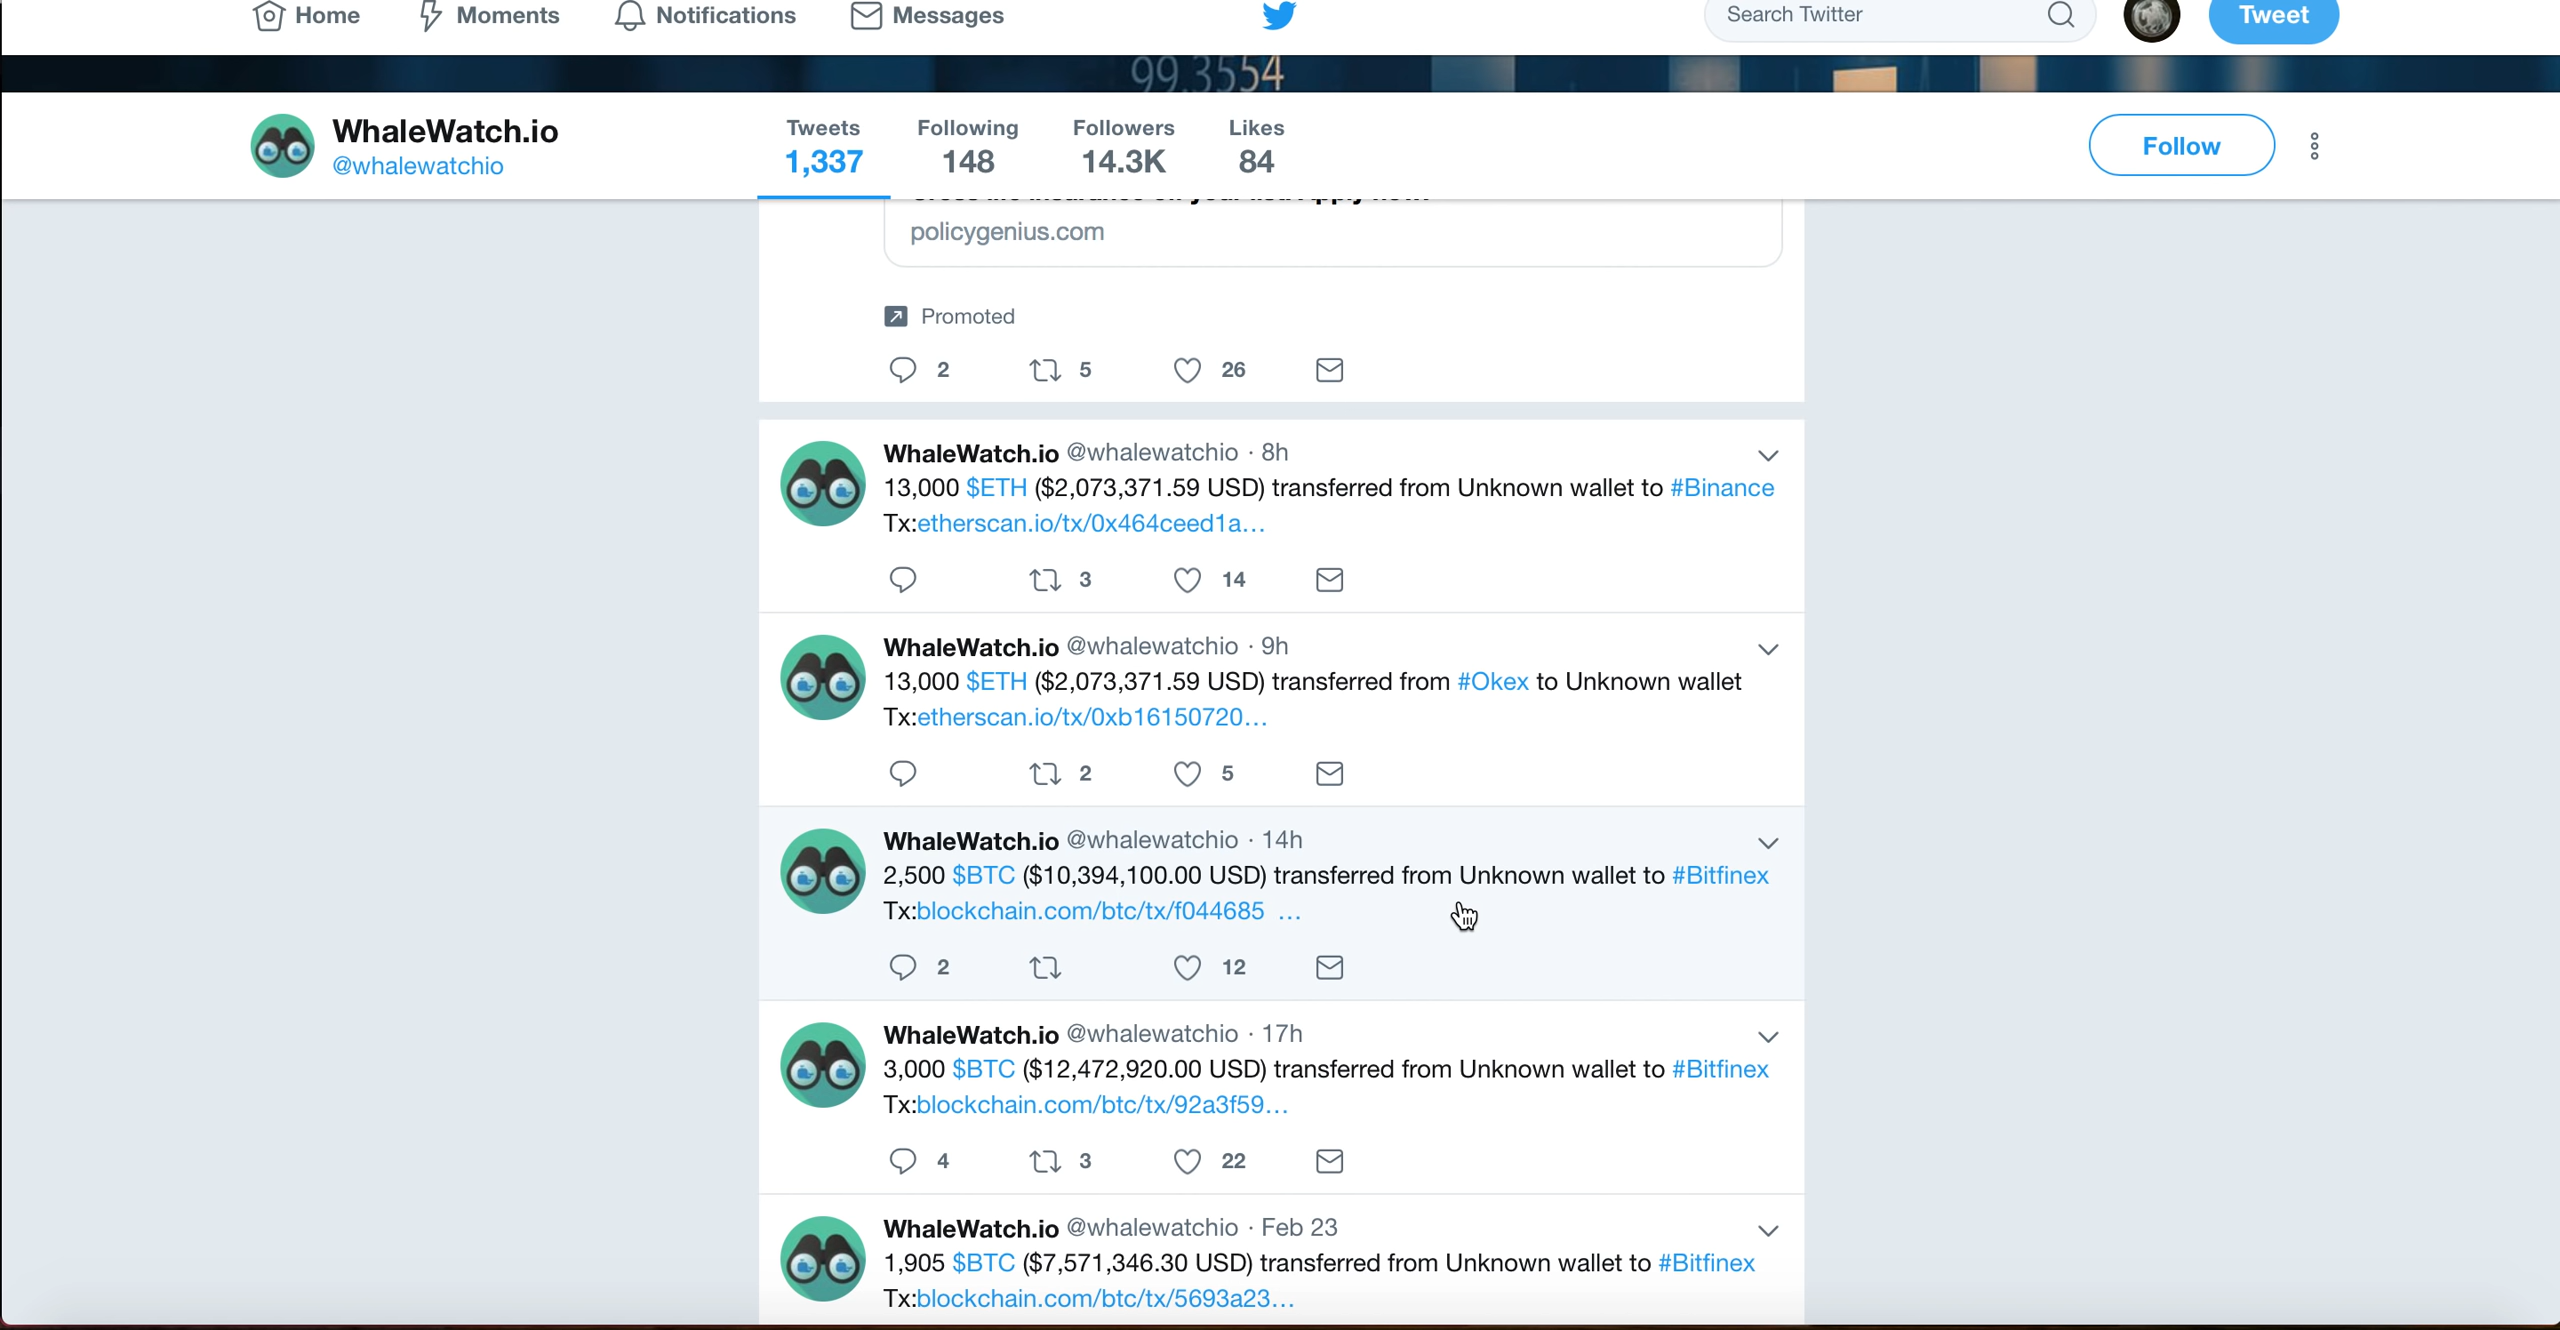 Home Moments Notifications Messages Search Twitter Tweet
99.3554
WhaleWatch.io
@whalewatchio
Tweets Following Followers Likes
1,337 148 14.3K 84
Follow
policygenius.com
Promoted
2 5 26
WhaleWatch.io @whalewatchio · 8h
13,000 $ETH ($2,073,371.59 USD) transferred from Unknown wallet to #Binance
Tx:etherscan.io/tx/0x464ceed1a…
3 14
WhaleWatch.io @whalewatchio · 9h
13,000 $ETH ($2,073,371.59 USD) transferred from #Okex to Unknown wallet
Tx:etherscan.io/tx/0xb16150720…
2 5
WhaleWatch.io @whalewatchio · 14h
2,500 $BTC ($10,394,100.00 USD) transferred from Unknown wallet to #Bitfinex
Tx:blockchain.com/btc/tx/f044685 …
2 12
WhaleWatch.io @whalewatchio · 17h
3,000 $BTC ($12,472,920.00 USD) transferred from Unknown wallet to #Bitfinex
Tx:blockchain.com/btc/tx/92a3f59…
4 3 22
WhaleWatch.io @whalewatchio · Feb 23
1,905 $BTC ($7,571,346.30 USD) transferred from Unknown wallet to #Bitfinex
Tx:blockchain.com/btc/tx/5693a23…